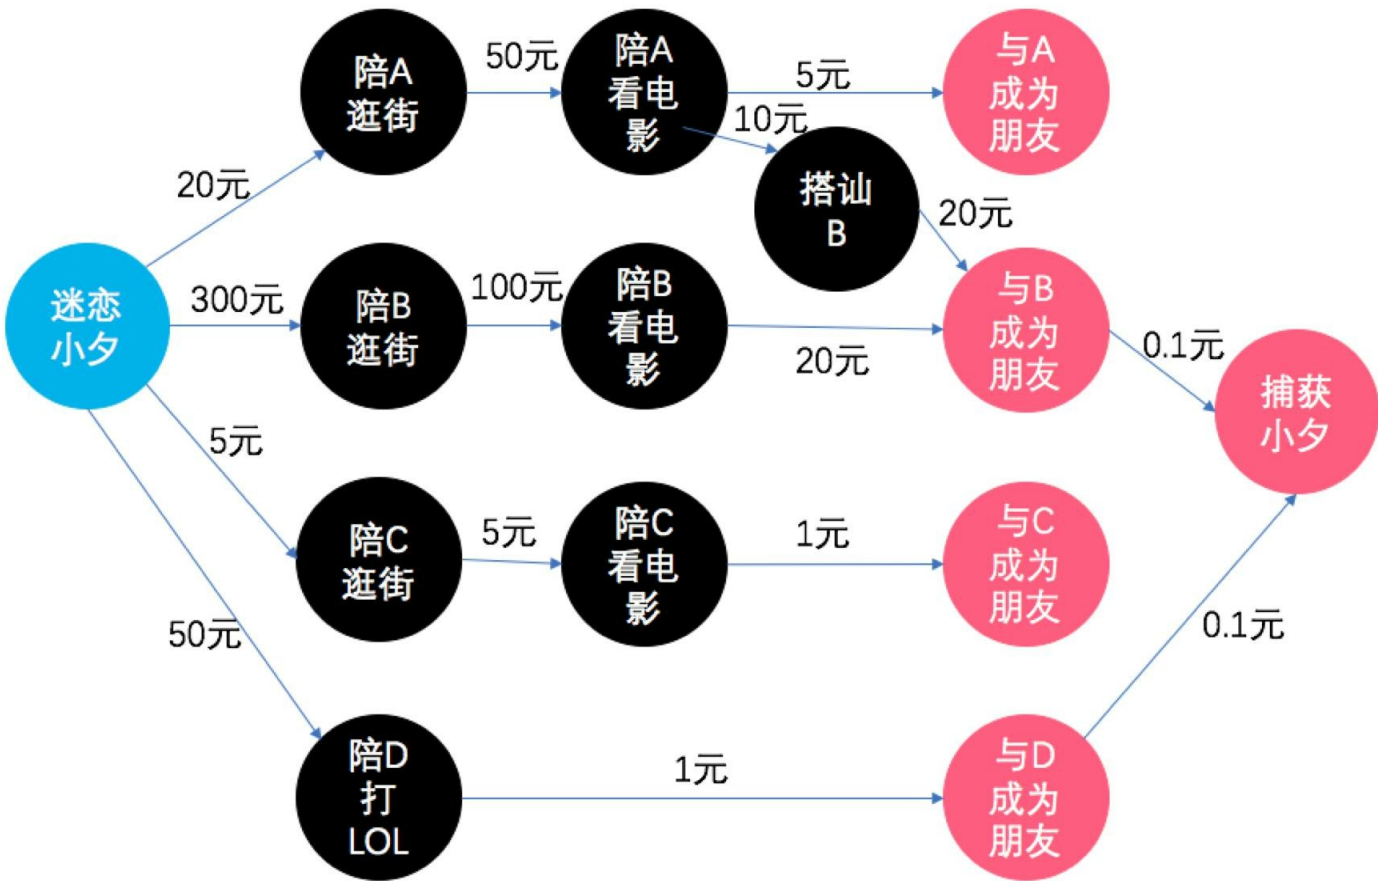 陪A
逛街
50元
陪A
看电
影
5元
与A
成为
朋友
10元
20元
搭讪
B
20元
迷恋
小夕
300元
陪B
逛街
100元
陪B
看电
影
20元
与B
成为
朋友
0.1元
捕获
小夕
5元
陪C
逛街
5元
陪C
看电
影
1元
与C
成为
朋友
50元
0.1元
陪D
打
LOL
1元
与D
成为
朋友